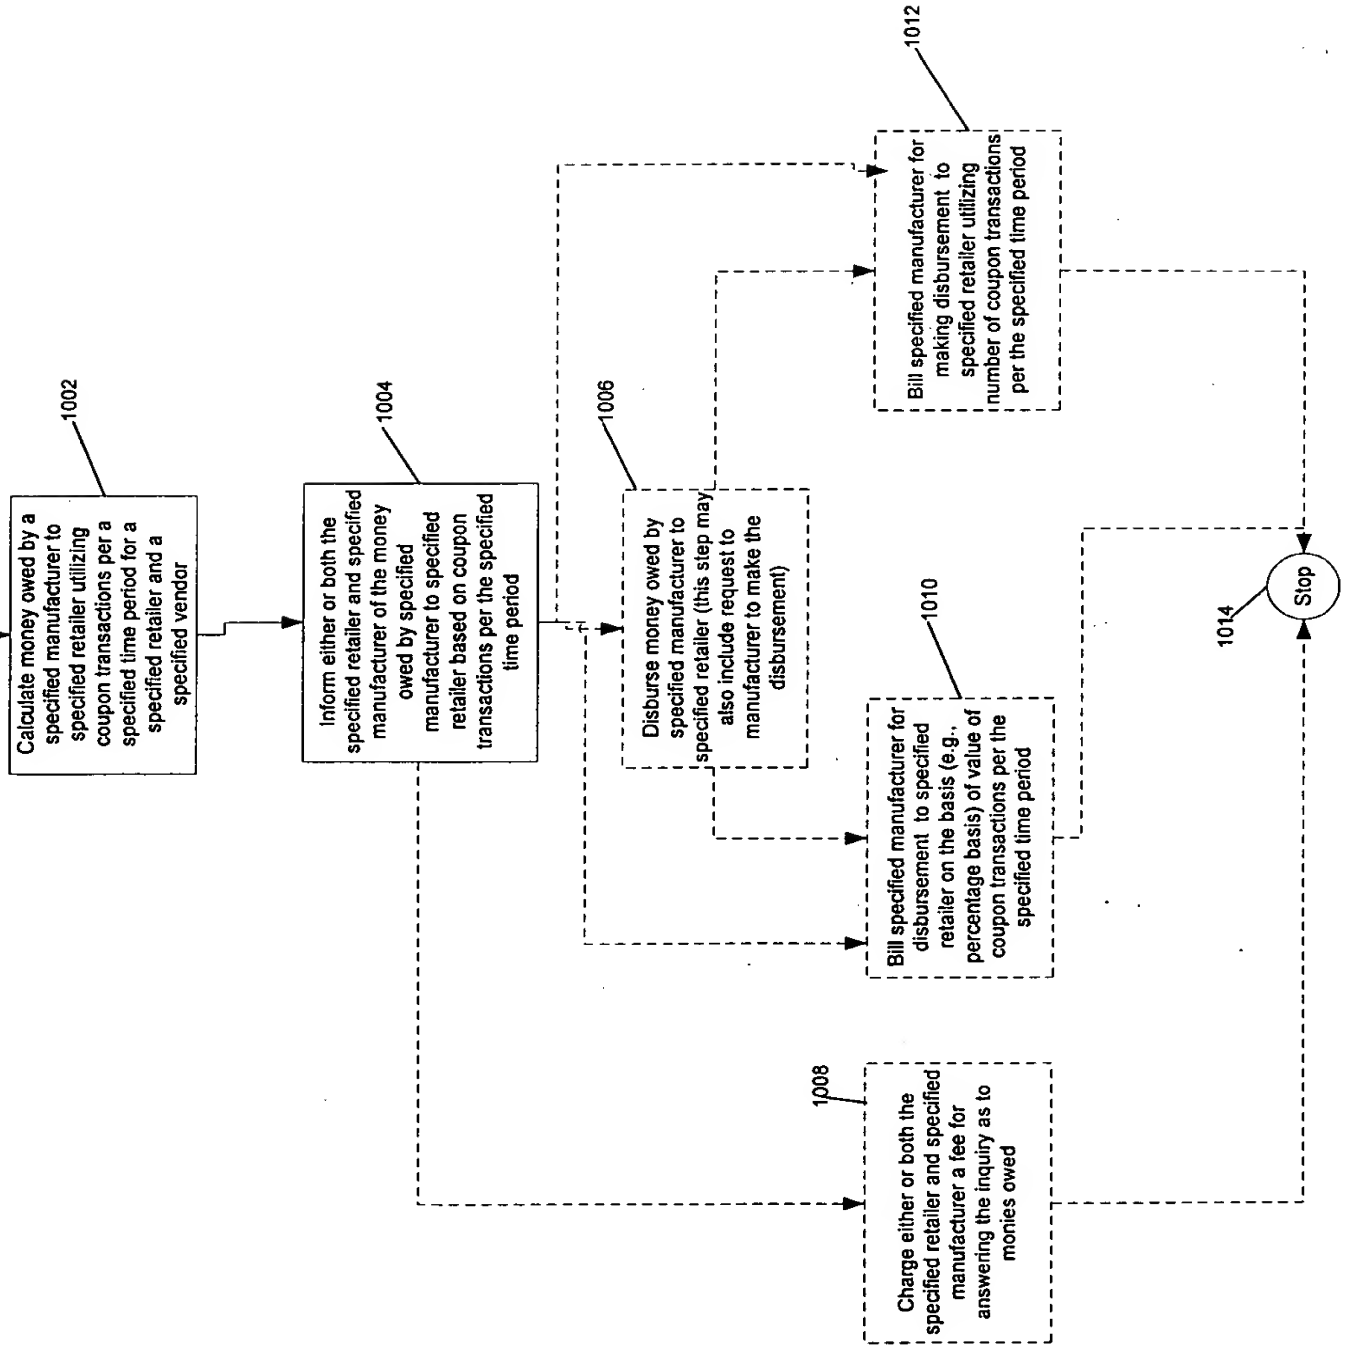 Calculate money owed by a
specified manufacturer to
specified retailer utilizing
coupon transactions per a
specified time period for a
specified retailer and a
specified vendor
1002
Inform either or both the
specified retailer and specified
manufacturer of the money
owed by specified
manufacturer to specified
retailer based on coupon
transactions per the specified
time period
1004
Disburse money owed by
specified manufacturer to
specified retailer (this step may
also include request to
manufacturer to make the
disbursement)
1006
Charge either or both the
specified retailer and specified
manufacturer a fee for
answering the inquiry as to
monies owed
1008
Bill specified manufacturer for
disbursement to specified
retailer on the basis (e.g.,
percentage basis) of value of
coupon transactions per the
specified time period
1010
Bill specified manufacturer for
making disbursement to
specified retailer utilizing
number of coupon transactions
per the specified time period
1012
Stop
1014